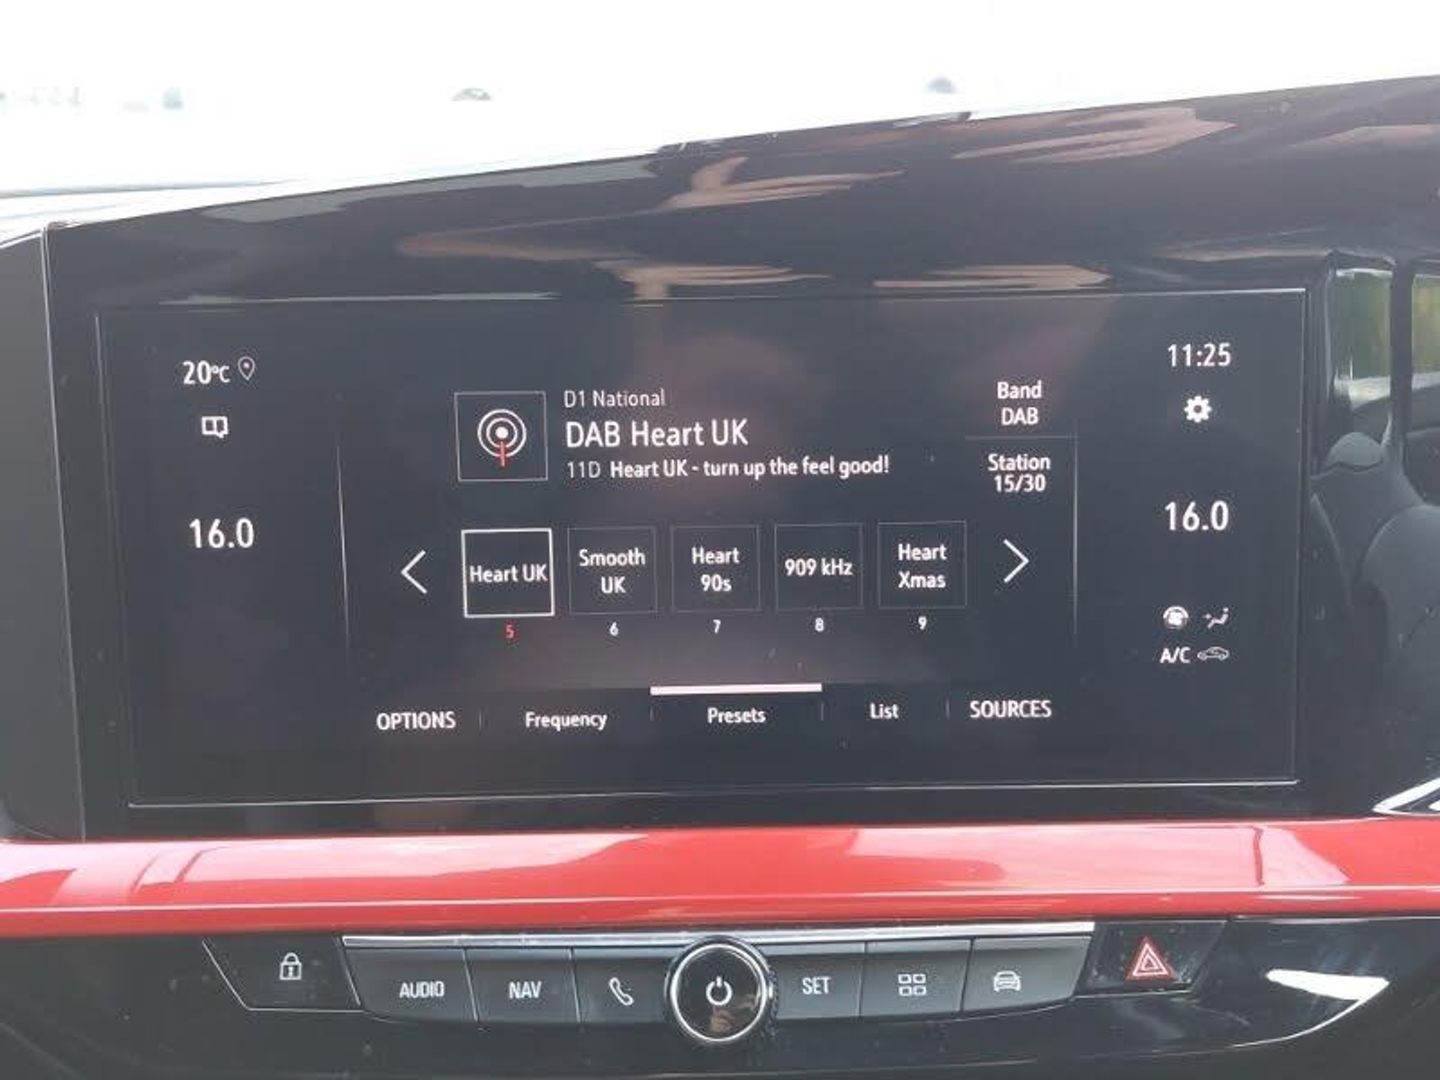 20°C
16.0
D1 National
DAB Heart UK
11D Heart UK - turn up the feel good!
Band
DAB
Station
15/30
11:25
16.0
A/C
Heart UK
5
Smooth
UK
6
Heart
90s
7
909 kHz
8
Heart
Xmas
9
OPTIONS
Frequency
Presets
List
SOURCES
AUDIO
NAV
SET